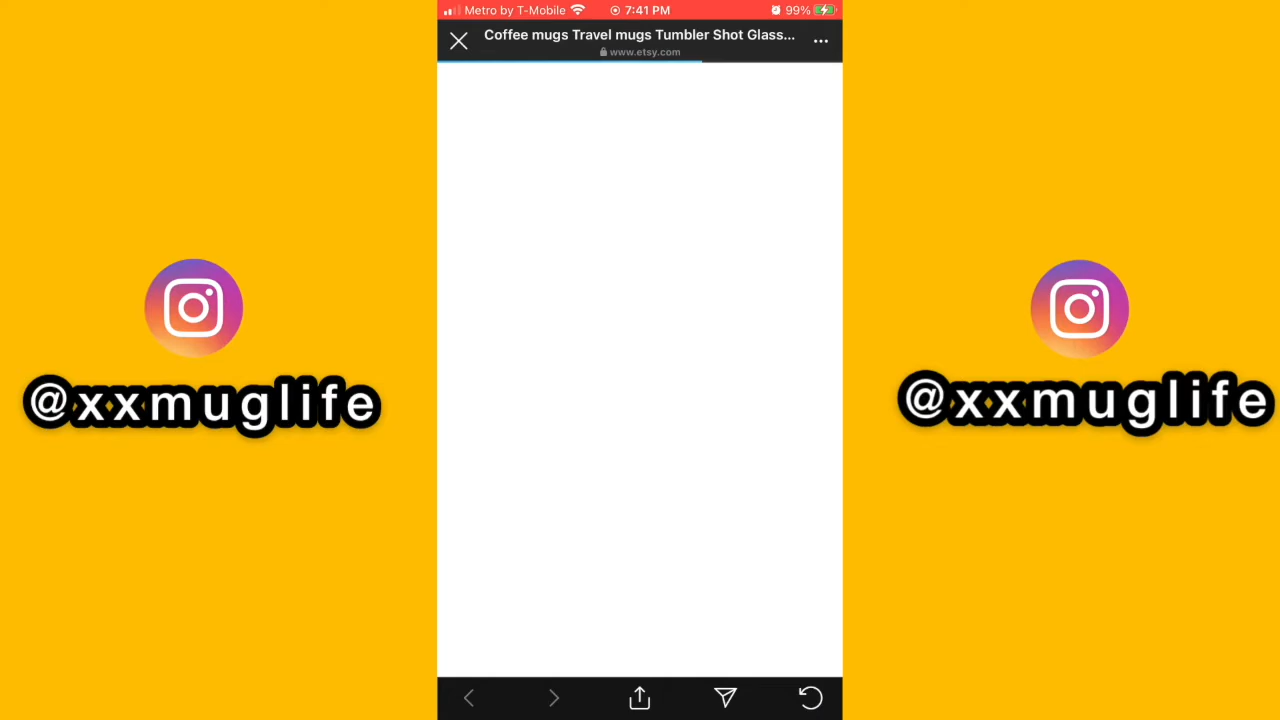 Metro by T-Mobile 7:41 PM 99%
Coffee mugs Travel mugs Tumbler Shot Glass...
www.etsy.com
@xxmuglife
@xxmuglife